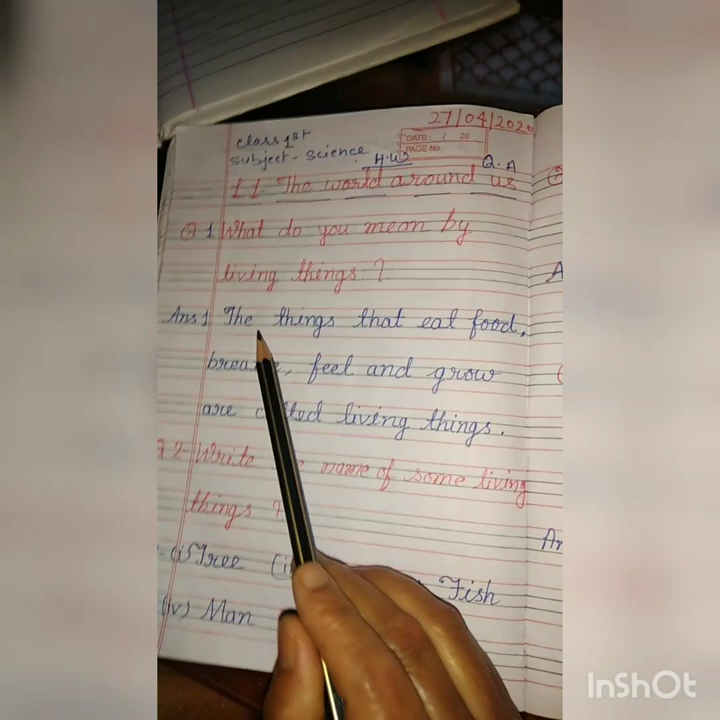 27/04/2020
class 1st
DATE: / 20
PAGE No.
subject - science H.W Q.A
11 The world around us
Q 1 What do you mean by
living things ?
Ans 1 The things that eat food,
feel and grow
are living things.
2 Write name of some living
things ?
(i) Tree Fish
(iv) Man
InShOt